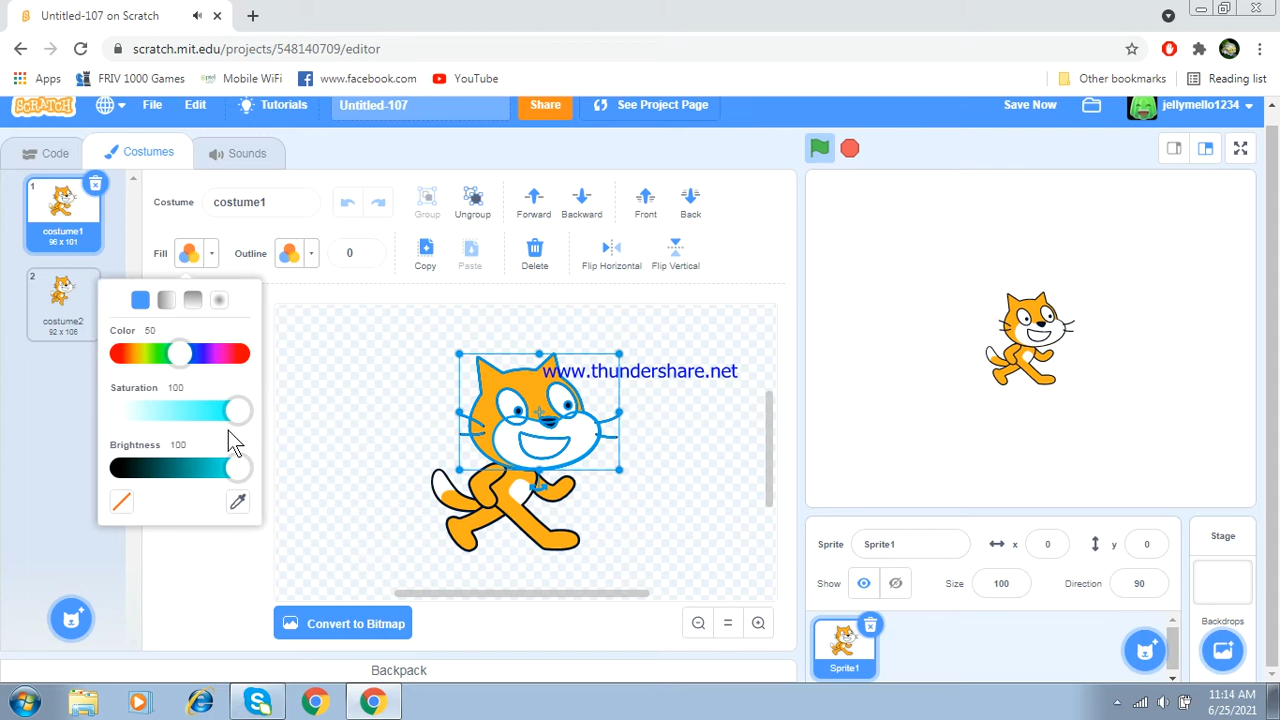 Untitled-107 on Scratch
scratch.mit.edu/projects/548140709/editor
Apps
FRIV 1000 Games
Mobile WiFi
www.facebook.com
YouTube
Other bookmarks
Reading list
SCRATCH
File
Edit
Tutorials
Untitled-107
Share
See Project Page
Save Now
jellymello1234
Code
Costumes
Sounds
1
costume1
96 x 101
2
costume2
92 x 106
Costume
costume1
Group
Ungroup
Forward
Backward
Front
Back
Fill
Outline
0
Copy
Paste
Delete
Flip Horizontal
Flip Vertical
Color 50
Saturation 100
Brightness 100
www.thundershare.net
Convert to Bitmap
Backpack
Sprite
Sprite1
x
0
y
0
Show
Size
100
Direction
90
Sprite1
Stage
Backdrops
11:14 AM
6/25/2021